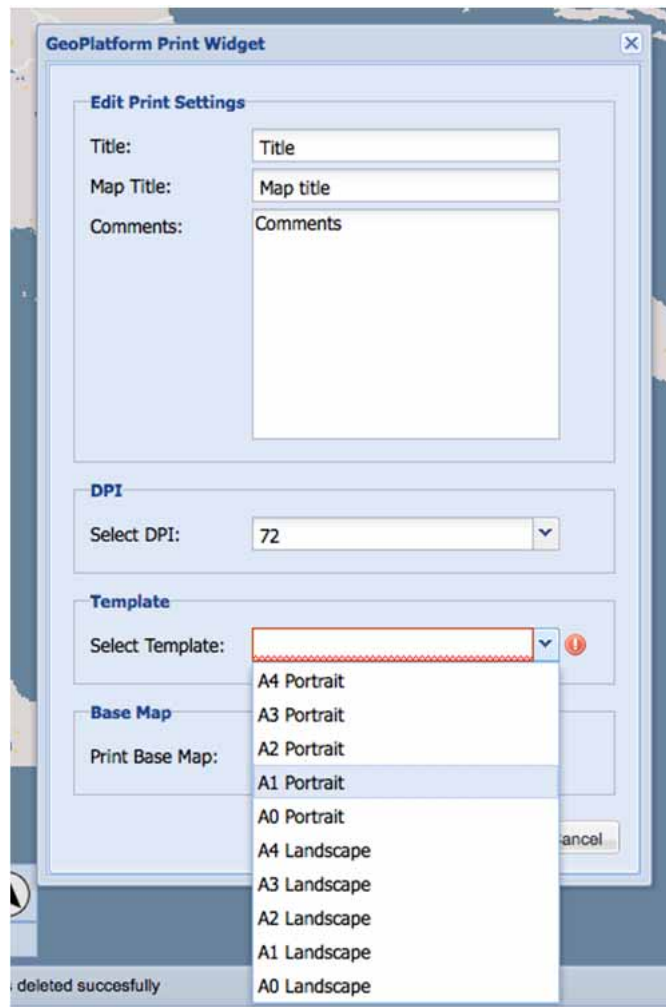 GeoPlatform Print Widget
Edit Print Settings
Title: Title
Map Title: Map title
Comments: Comments
DPI
Select DPI: 72
Template
Select Template:
A4 Portrait
A3 Portrait
Base Map
A2 Portrait
Print Base Map:
A1 Portrait
A0 Portrait
A4 Landscape
A3 Landscape
A2 Landscape
A1 Landscape
A0 Landscape
ancel
deleted succesfully